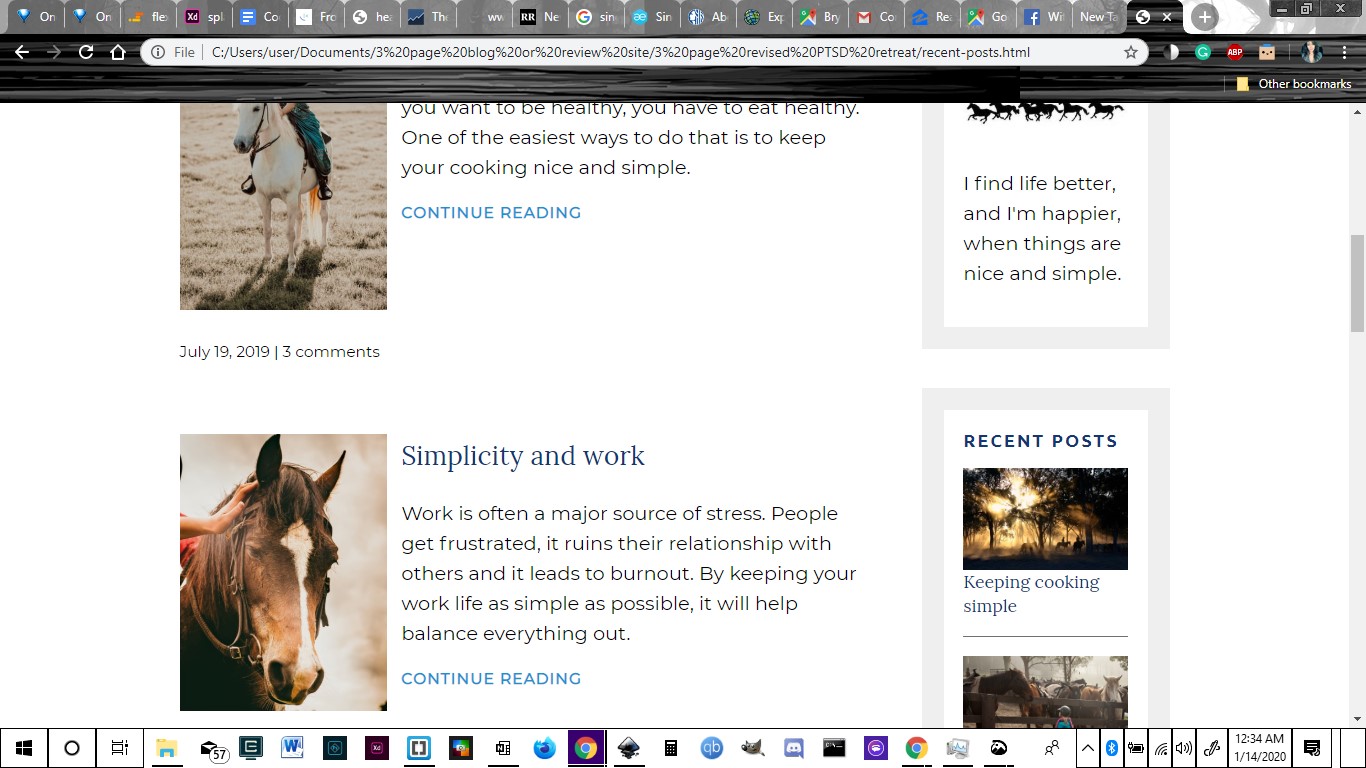 On
On
fle
Xd
spl
Co
Fro
he
The
ww
RR
Ne
G
sin
Sin
Ab
Exp
Bry
Co
Re
Go
Wi
New Ta
File | C:/Users/user/Documents/3%20page%20blog%20or%20review%20site/3%20page%20revised%20PTSD%20retreat/recent-posts.html
ABP
Other bookmarks
you want to be healthy, you have to eat healthy.
One of the easiest ways to do that is to keep
your cooking nice and simple.
CONTINUE READING
July 19, 2019 | 3 comments
Simplicity and work
Work is often a major source of stress. People
get frustrated, it ruins their relationship with
others and it leads to burnout. By keeping your
work life as simple as possible, it will help
balance everything out.
CONTINUE READING
I find life better,
and I'm happier,
when things are
nice and simple.
RECENT POSTS
Keeping cooking
simple
57
W
Xd
qb
12:34 AM
1/14/2020